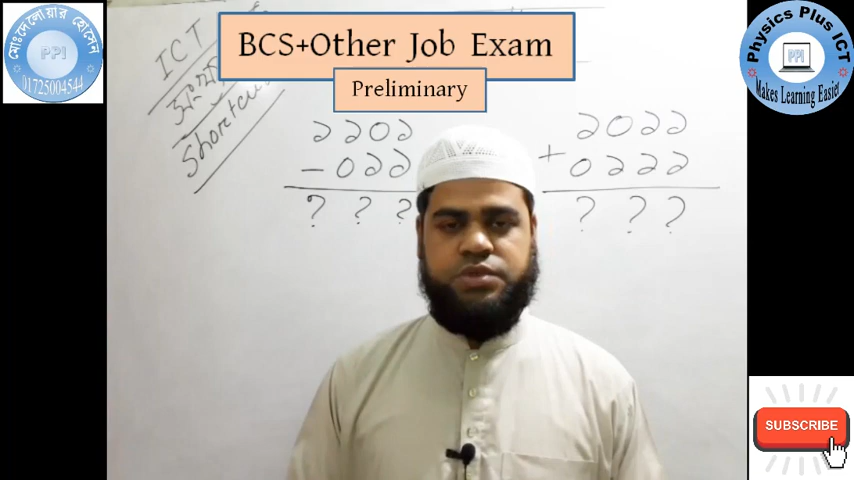 মোঃদেলোয়ার হোসেন
PPI
01725004544
BCS+Other Job Exam
Preliminary
Physics Plus ICT
PPI
Makes Learning Easier
ICT
Shortcut
১১০১
- ০১১
? ? ?
১০১১
+ ০১১১
? ? ?
SUBSCRIBE